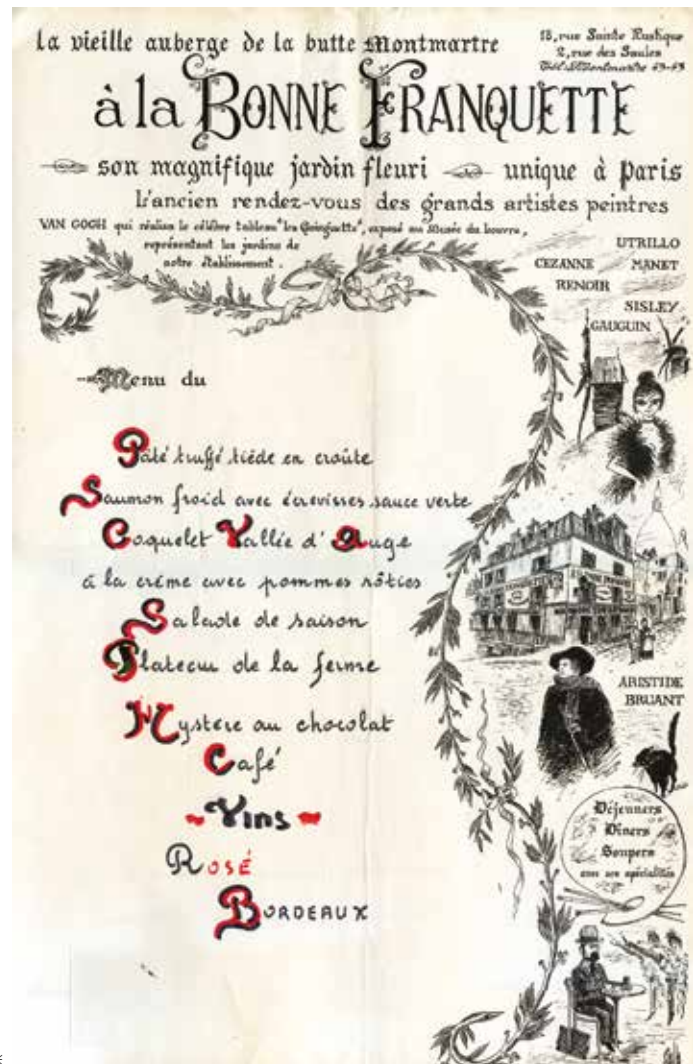 La vieille auberge de la butte Montmartre
18, rue Sainte Rustique
2, rue des Saules
à la BONNE FRANQUETTE
son magnifique jardin fleuri unique à Paris
L'ancien rendez-vous des grands artistes peintres
VAN GOGH qui réalisa le célèbre tableau "les Guinguette", exposé au Musée du Louvre,
représentant les jardins de
notre établissement.
UTRILLO
CEZANNE MANET
RENOIR
SISLEY
GAUGUIN
Menu du
Pâté truffé tiède en croûte
Saumon froid avec écrevisses sauce verte
Coquelet Vallée d'Auge
à la crème avec pommes rôties
Salade de saison
Plateau de la ferme
Mystère au chocolat
Café
Vins
ROSÉ
BORDEAUX
ARISTIDE
BRUANT
Déjeuners
Dîners
Soupers
avec ses spécialités